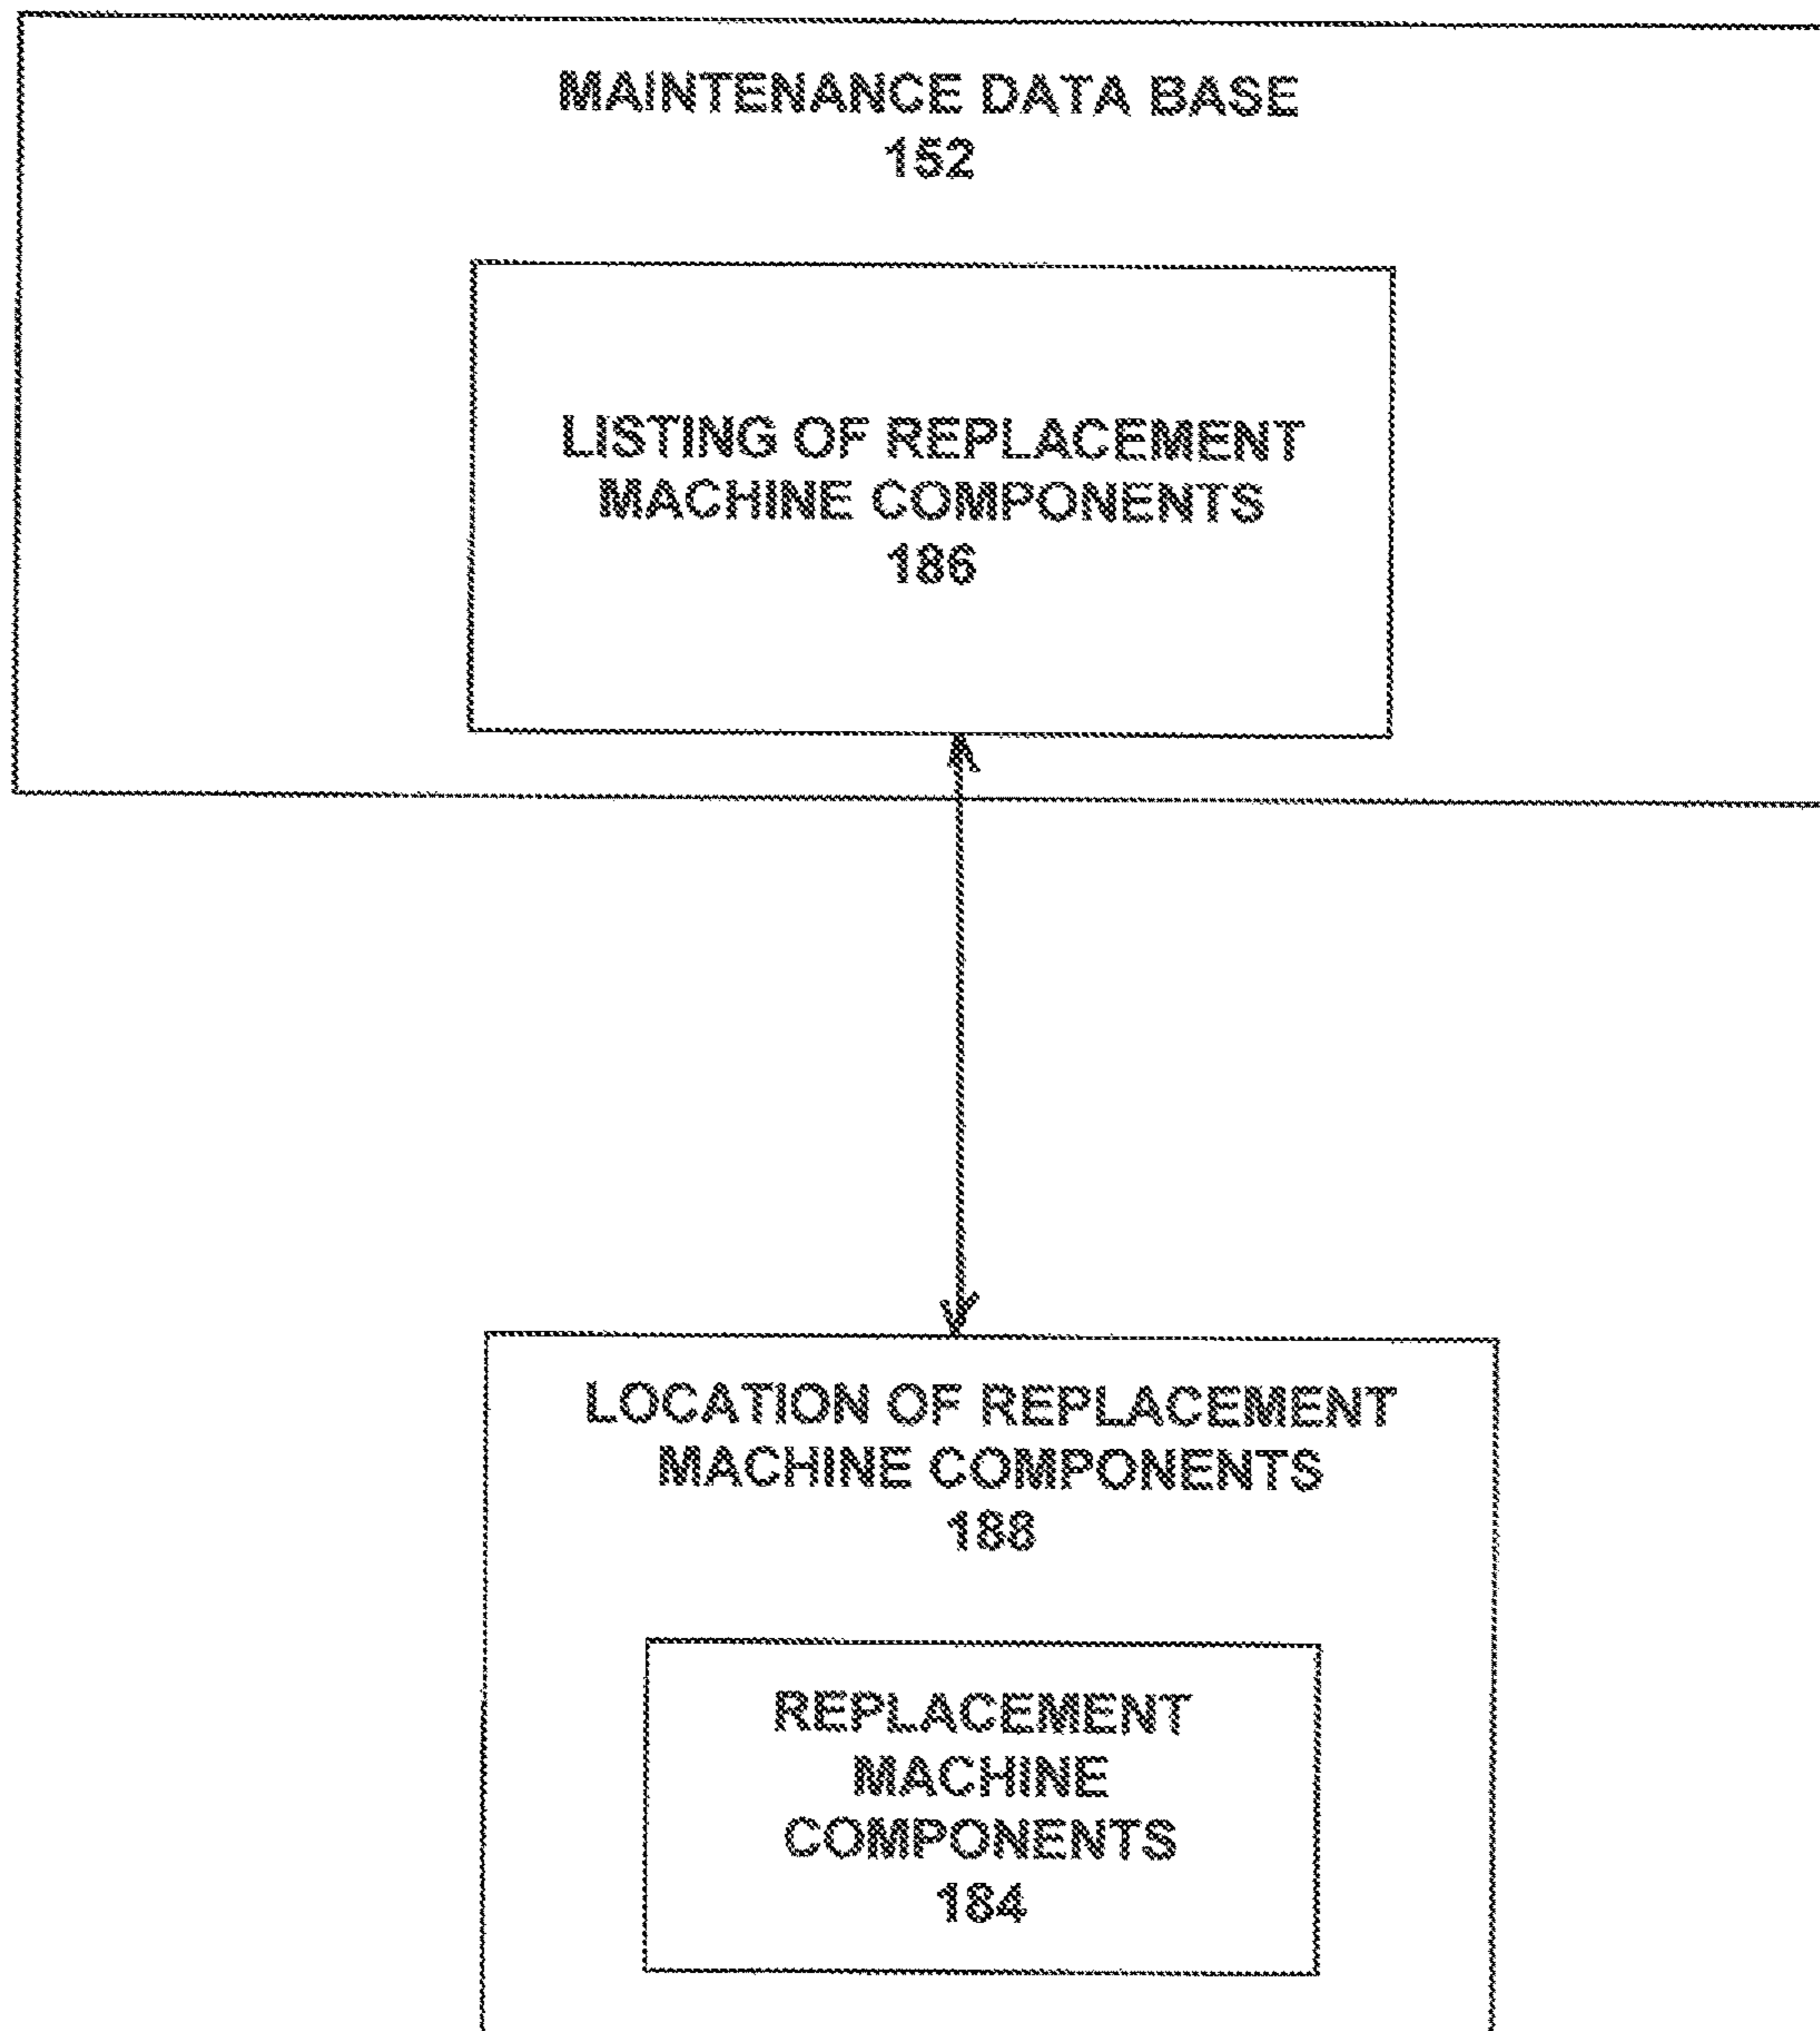 MAINTENANCE DATA BASE
152
LISTING OF REPLACEMENT
MACHINE COMPONENTS
186
LOCATION OF REPLACEMENT
MACHINE COMPONENTS
188
REPLACEMENT
MACHINE
COMPONENTS
184